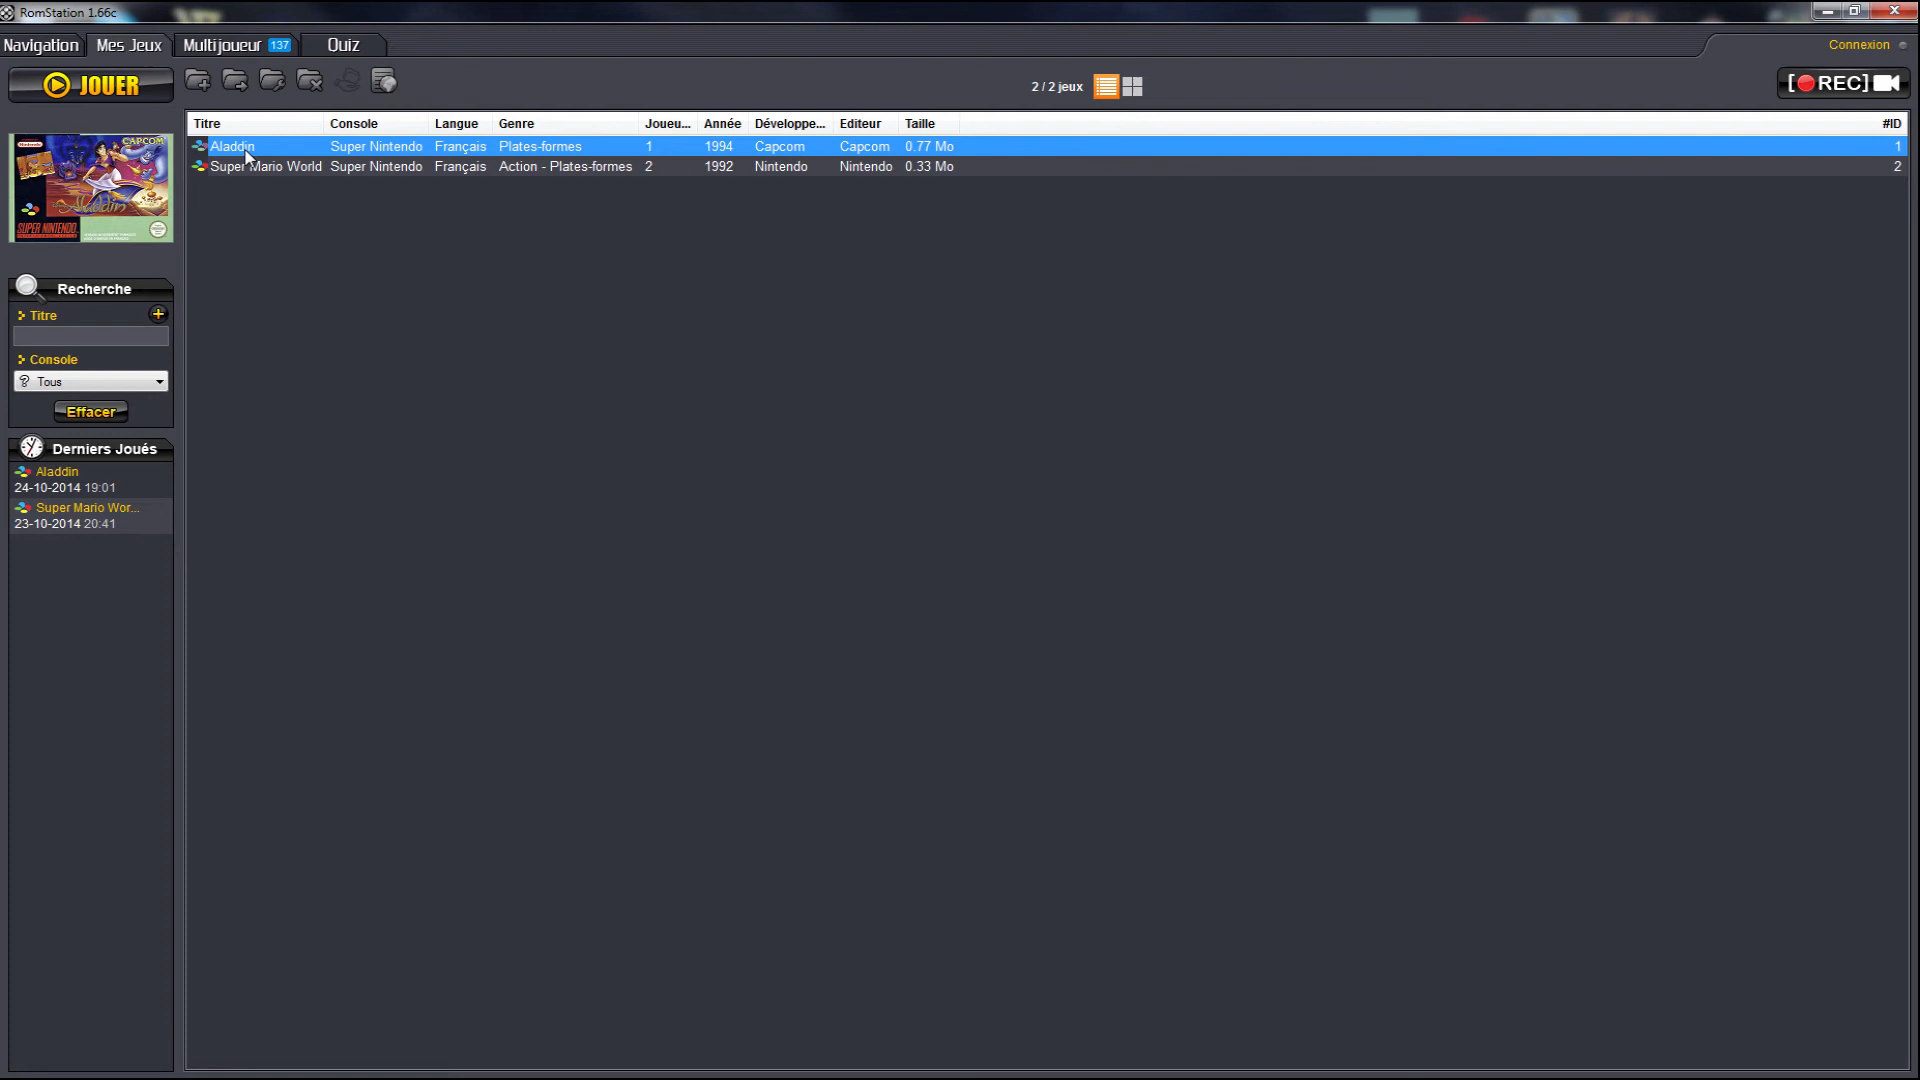 RomStation 1.66c
Navigation Mes Jeux Multijoueur 137 Quiz Connexion
JOUER 2 / 2 jeux [REC]
Titre Console Langue Genre Joueu... Année Développe... Editeur Taille #ID
Aladdin Super Nintendo Français Plates-formes 1 1994 Capcom Capcom 0.77 Mo 1
Super Mario World Super Nintendo Français Action - Plates-formes 2 1992 Nintendo Nintendo 0.33 Mo 2
CAPCOM
Aladdin
SUPER NINTENDO
Recherche
Titre
Console
? Tous
Effacer
Derniers Joués
Aladdin
24-10-2014 19:01
Super Mario Wor...
23-10-2014 20:41